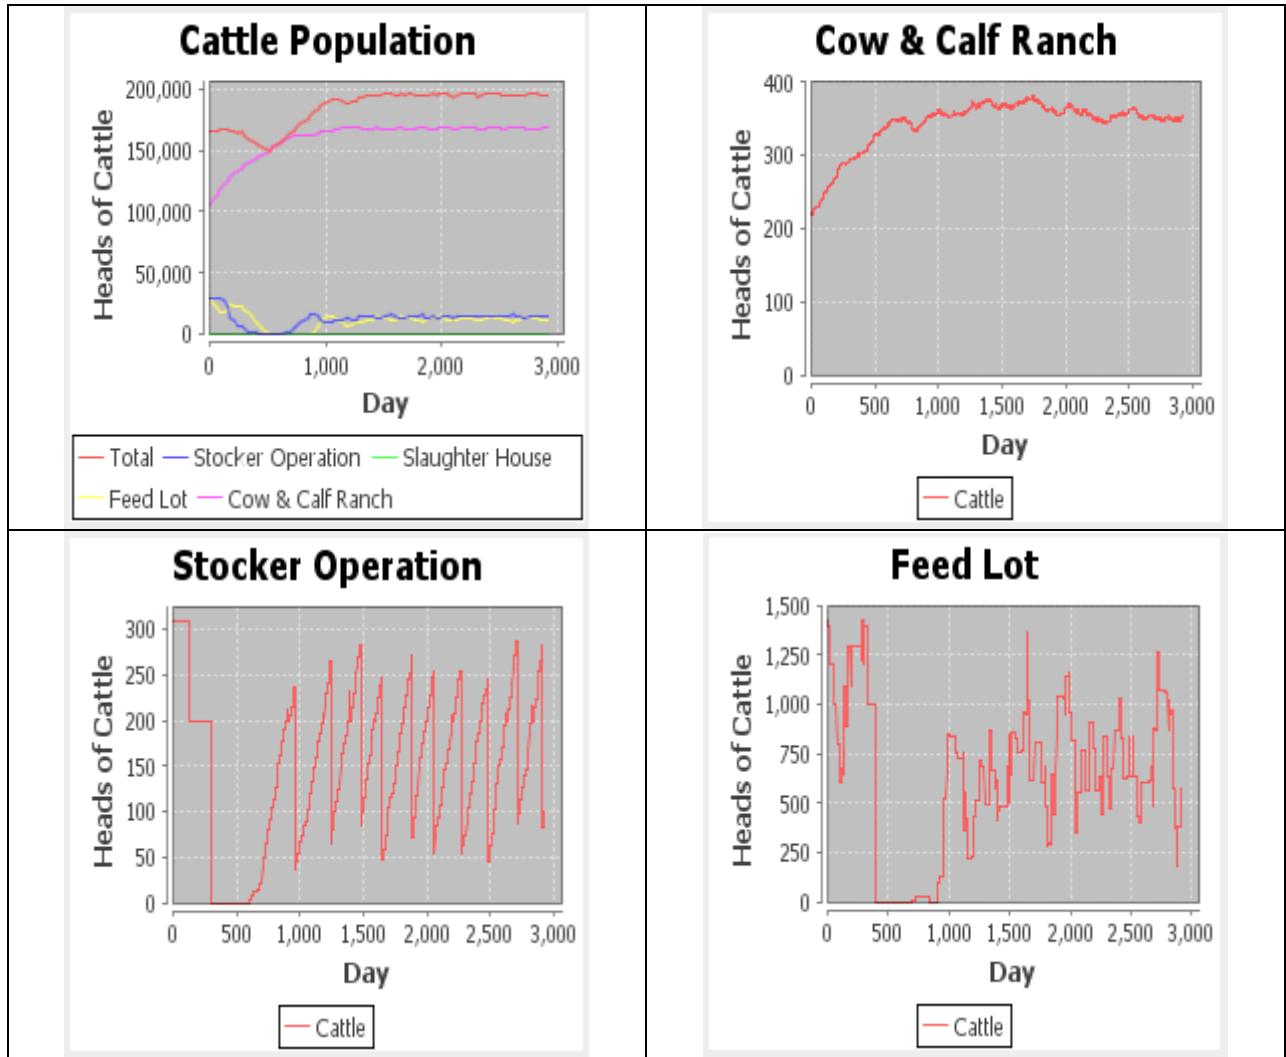 Cattle Population
200,000
150,000
100,000
50,000
0
Heads of Cattle
0 1,000 2,000 3,000
Day
Total Stocker Operation Slaughter House
Feed Lot Cow & Calf Ranch
Cow & Calf Ranch
400
300
200
100
0
Heads of Cattle
0 500 1,000 1,500 2,000 2,500 3,000
Day
Cattle
Stocker Operation
300
250
200
150
100
50
0
Heads of Cattle
0 500 1,000 1,500 2,000 2,500 3,000
Day
Cattle
Feed Lot
1,500
1,250
1,000
750
500
250
0
Heads of Cattle
0 500 1,000 1,500 2,000 2,500 3,000
Day
Cattle